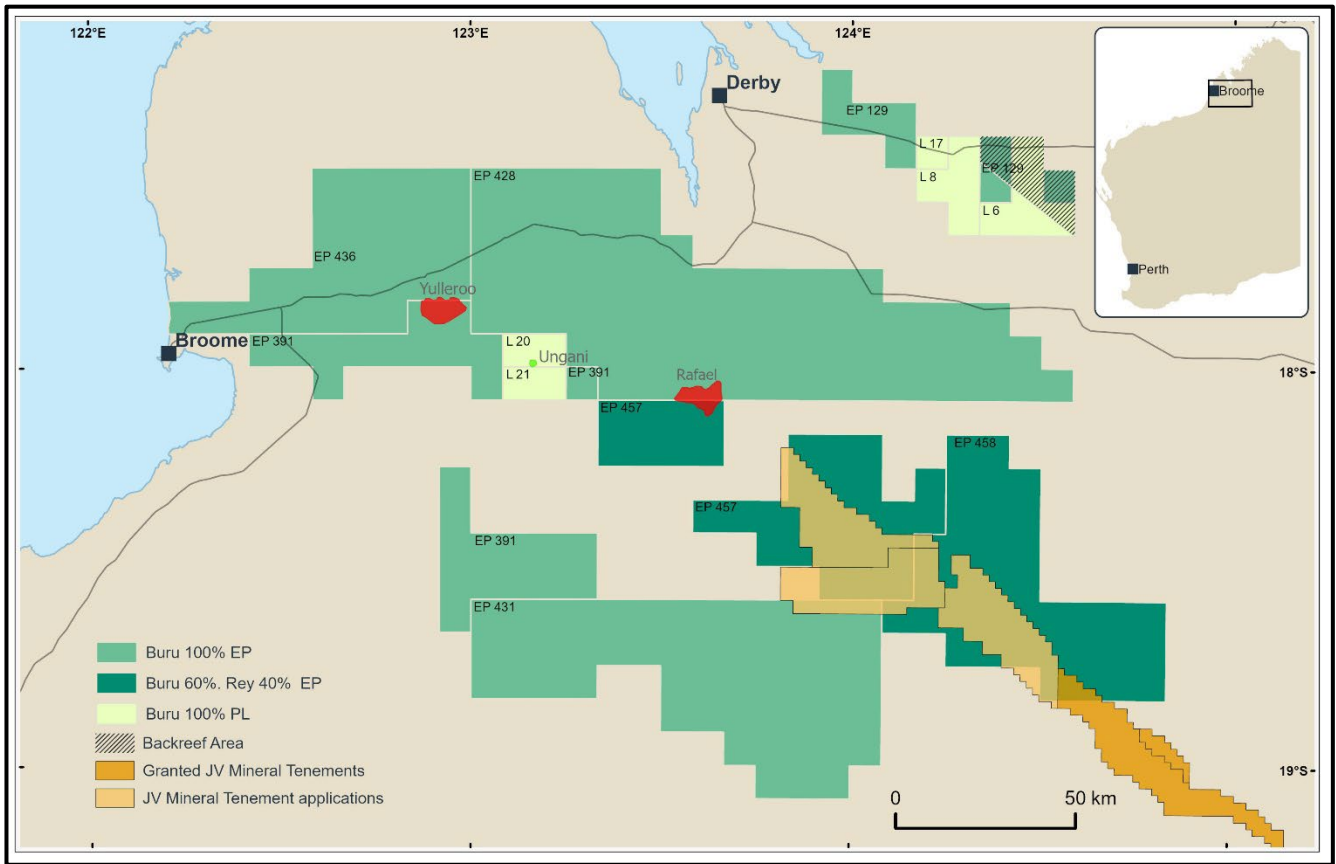 122°E
123°E
124°E
Derby
Broome
Perth
EP 129
L 17
L 8
EP 129
L 6
EP 428
EP 436
Yulleroo
Broome
EP 391
L 20
Ungani
L 21
EP 391
Rafael
18°S
EP 457
EP 458
EP 457
EP 391
EP 431
Buru 100% EP
Buru 60%. Rey 40% EP
Buru 100% PL
Backreef Area
Granted JV Mineral Tenements
JV Mineral Tenement applications
0 50 km
19°S